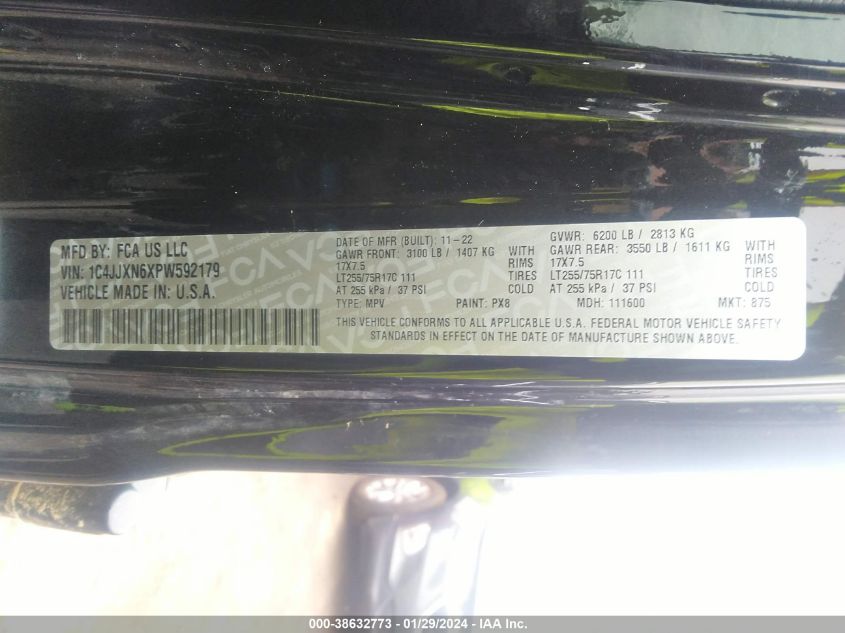 MFD BY: FCA US LLC
VIN: 1C4JJXN6XPW592179
VEHICLE MADE IN: U.S.A.
DATE OF MFR (BUILT): 11-22
GAWR FRONT: 3100 LB / 1407 KG WITH
17X7.5 RIMS
LT255/75R17C 111 TIRES
AT 255 kPa / 37 PSI COLD
TYPE: MPV PAINT: PX8
GVWR: 6200 LB / 2813 KG
GAWR REAR: 3550 LB / 1611 KG WITH
17X7.5 RIMS
LT255/75R17C 111 TIRES
AT 255 kPa / 37 PSI COLD
MDH: 111600 MKT: 875
THIS VEHICLE CONFORMS TO ALL APPLICABLE U.S.A. FEDERAL MOTOR VEHICLE SAFETY
STANDARDS IN EFFECT ON THE DATE OF MANUFACTURE SHOWN ABOVE.
000-38632773 - 01/29/2024 - IAA Inc.